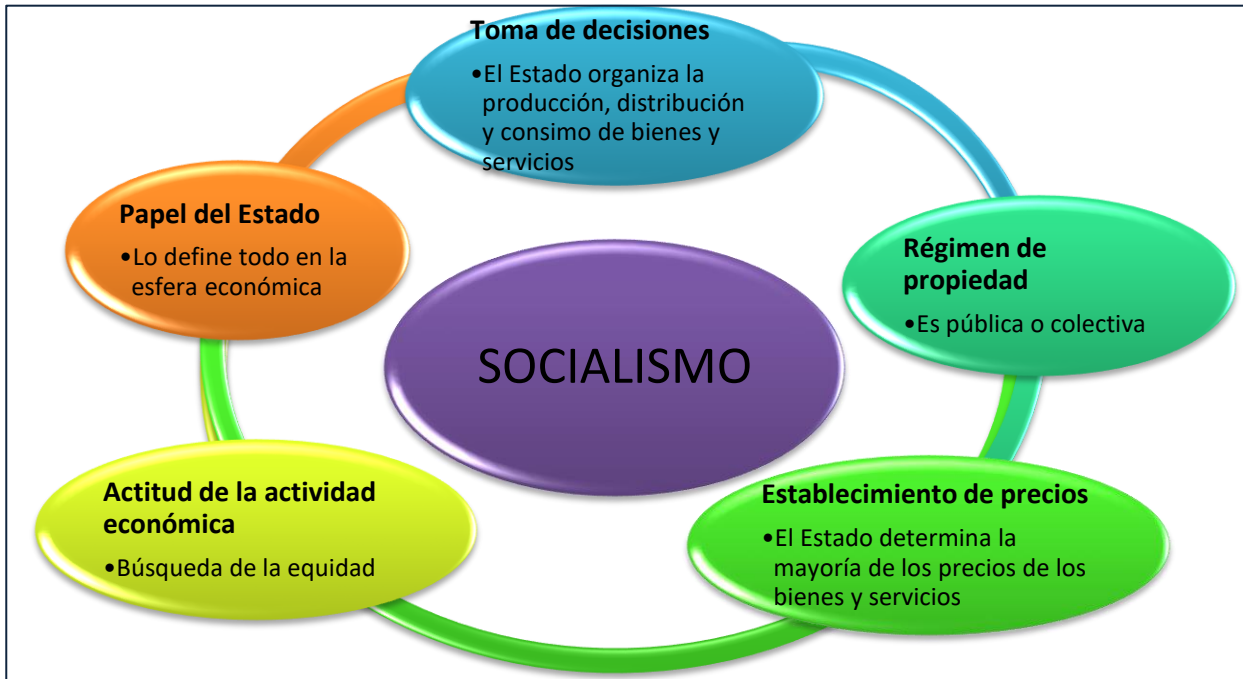 Toma de decisiones
•El Estado organiza la
producción, distribución
y consimo de bienes y
servicios
Papel del Estado
•Lo define todo en la
esfera económica
Régimen de
propiedad
•Es pública o colectiva
SOCIALISMO
Actitud de la actividad
económica
•Búsqueda de la equidad
Establecimiento de precios
•El Estado determina la
mayoría de los precios de los
bienes y servicios